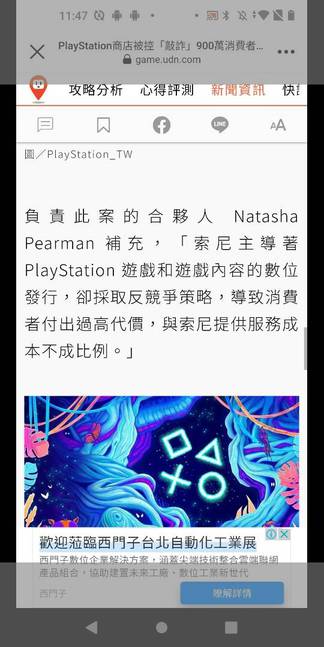 11:47
PlayStation商店被控「敲詐」900萬消費者…
game.udn.com
攻略分析 心得評測 新聞資訊 快
LINE
AA
圖／PlayStation_TW
負責此案的合夥人 Natasha
Pearman 補充，「索尼主導著
PlayStation 遊戲和遊戲內容的數位
發行，卻採取反競爭策略，導致消費
者付出過高代價，與索尼提供服務成
本不成比例。」
歡迎蒞臨西門子台北自動化工業展
西門子數位企業解決方案，涵蓋尖端技術整合雲端聯網
產品組合，協助建置未來工廠、數位工業新世代
西門子
瞭解詳情